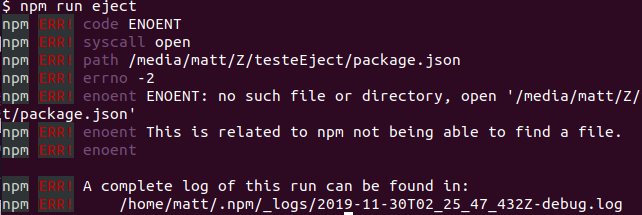 $ npm run eject
npm ERR! code ENOENT
npm ERR! syscall open
npm ERR! path /media/matt/Z/testeEject/package.json
npm ERR! errno -2
npm ERR! enoent ENOENT: no such file or directory, open '/media/matt/Z/
t/package.json'
npm ERR! enoent This is related to npm not being able to find a file.
npm ERR! enoent
npm ERR! A complete log of this run can be found in:
npm ERR!     /home/matt/.npm/_logs/2019-11-30T02_25_47_432Z-debug.log